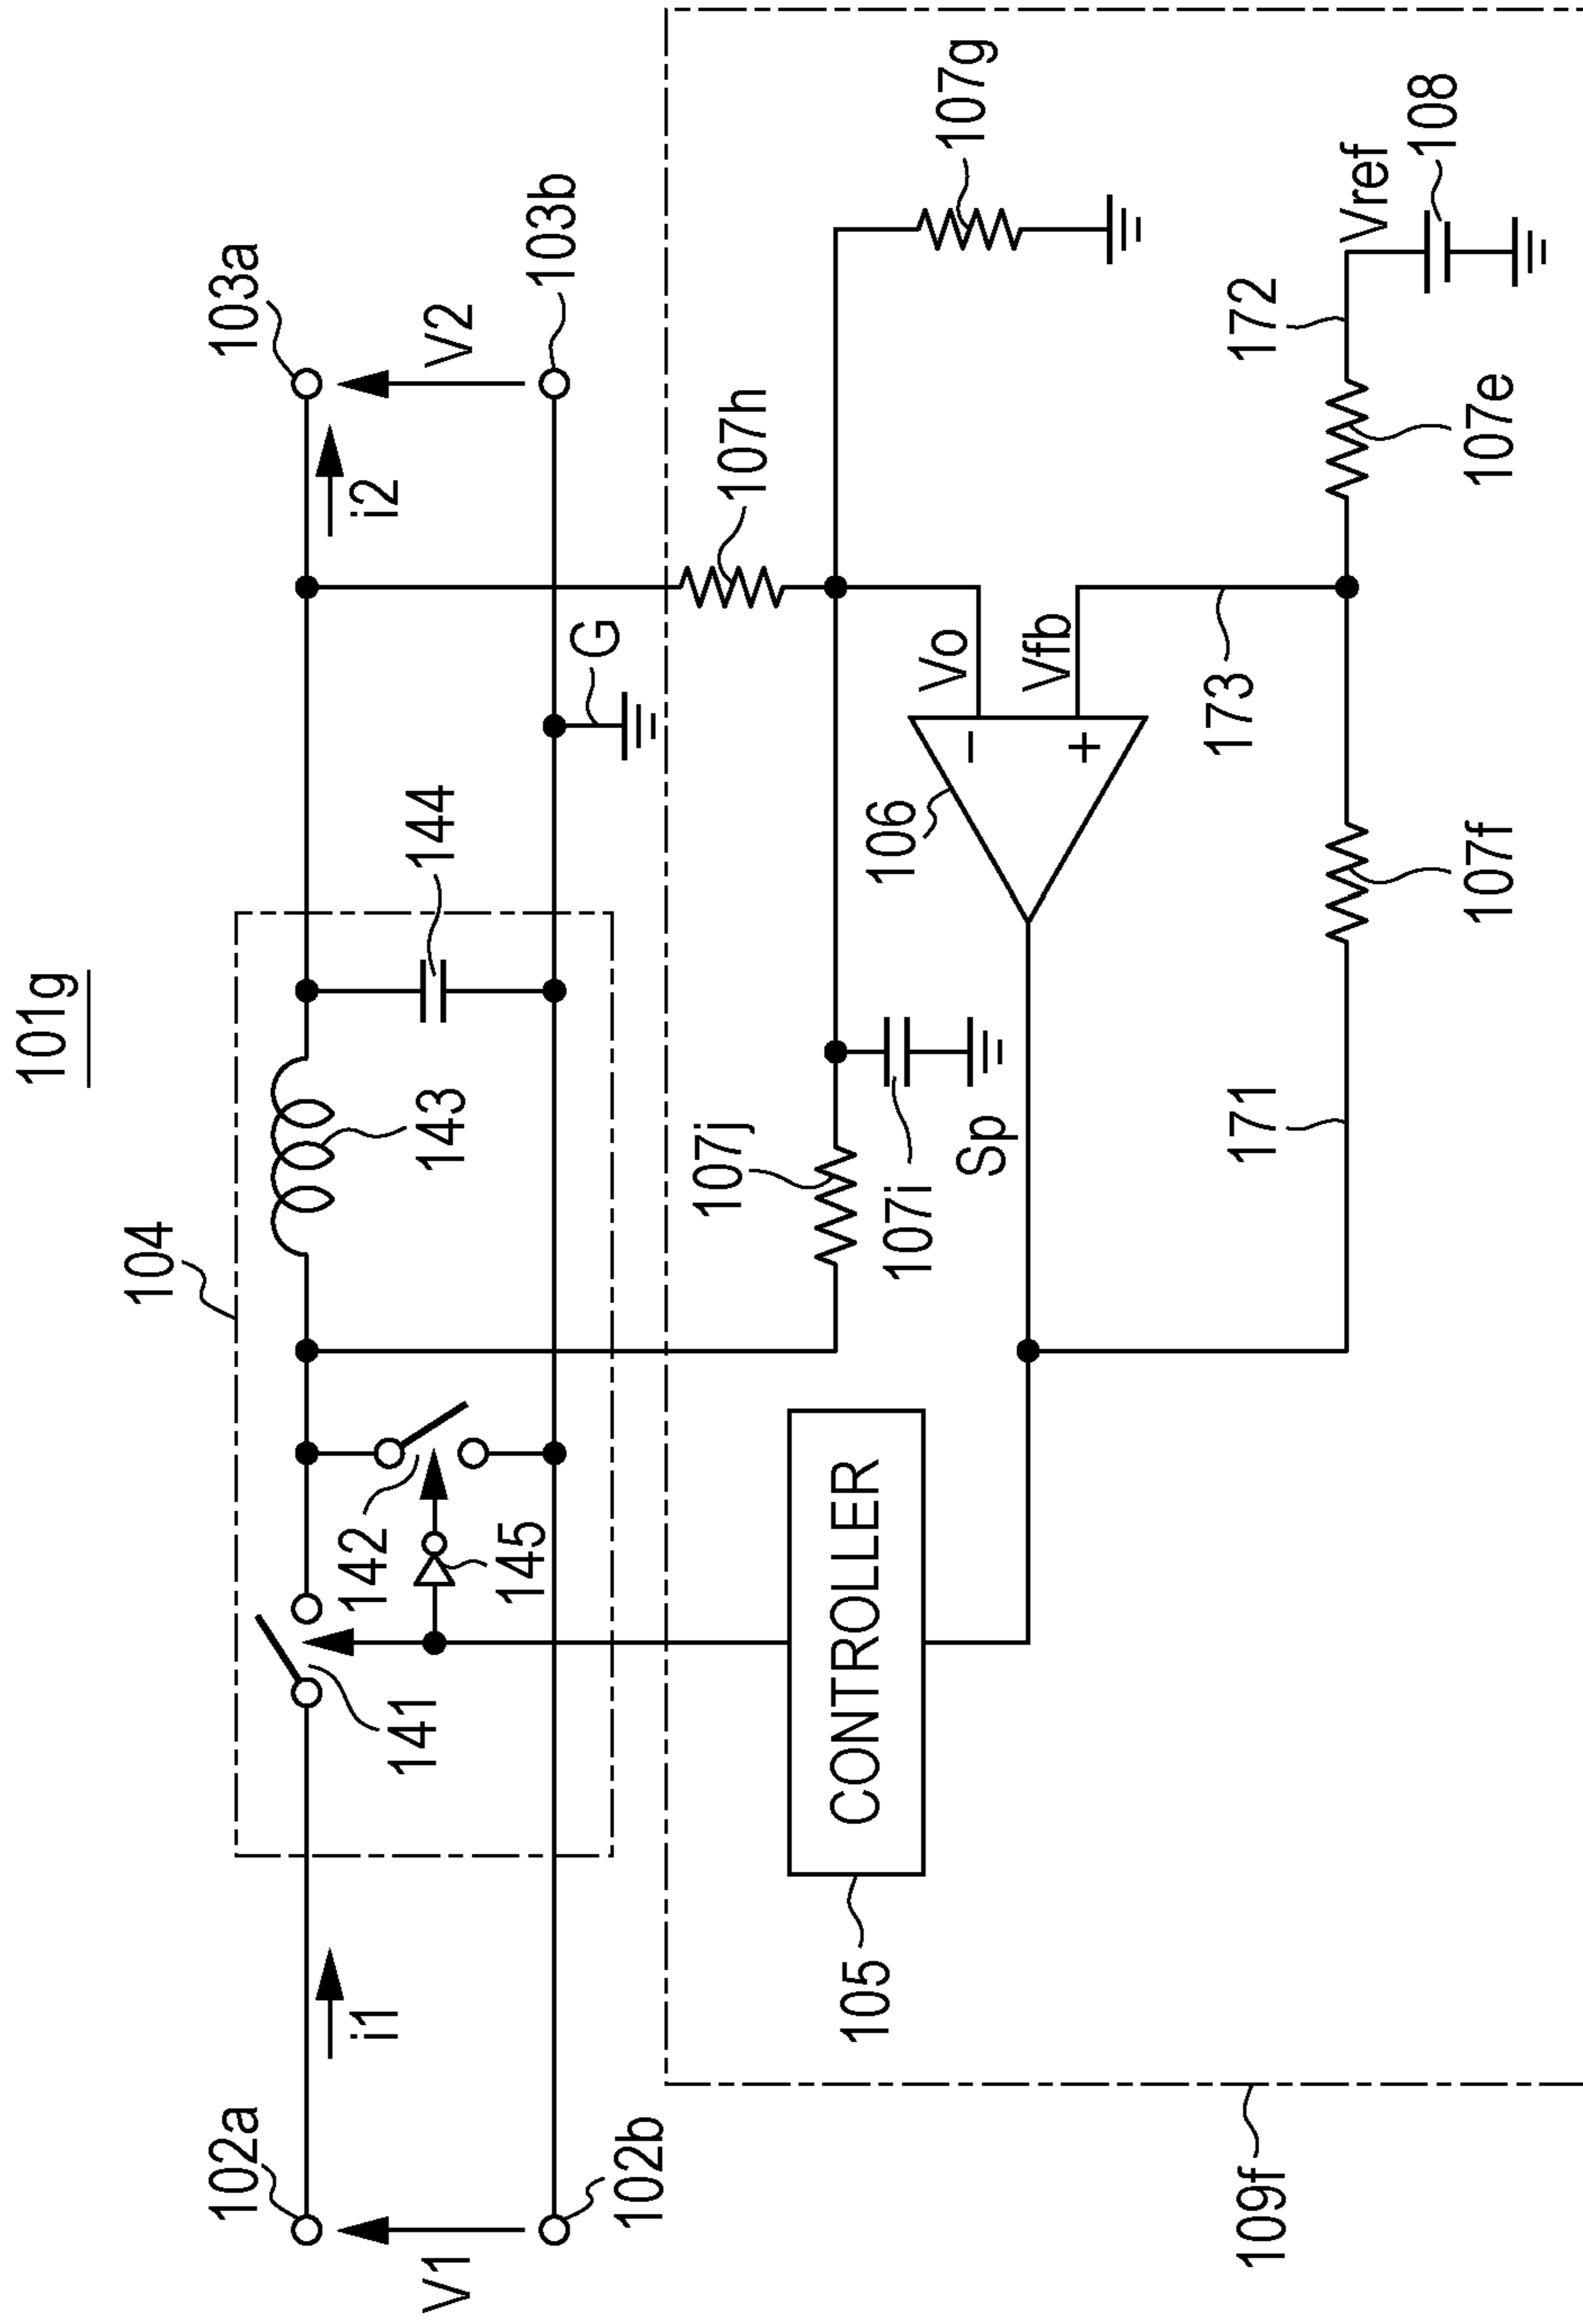 101g
104
102a
102b
V1
i1
141
142
145
143
144
G
i2
V2
103a
103b
107h
107j
107i
107g
Sp
106
Vo
Vfb
173
CONTROLLER
105
171
107f
107e
172
Vref
108
109f